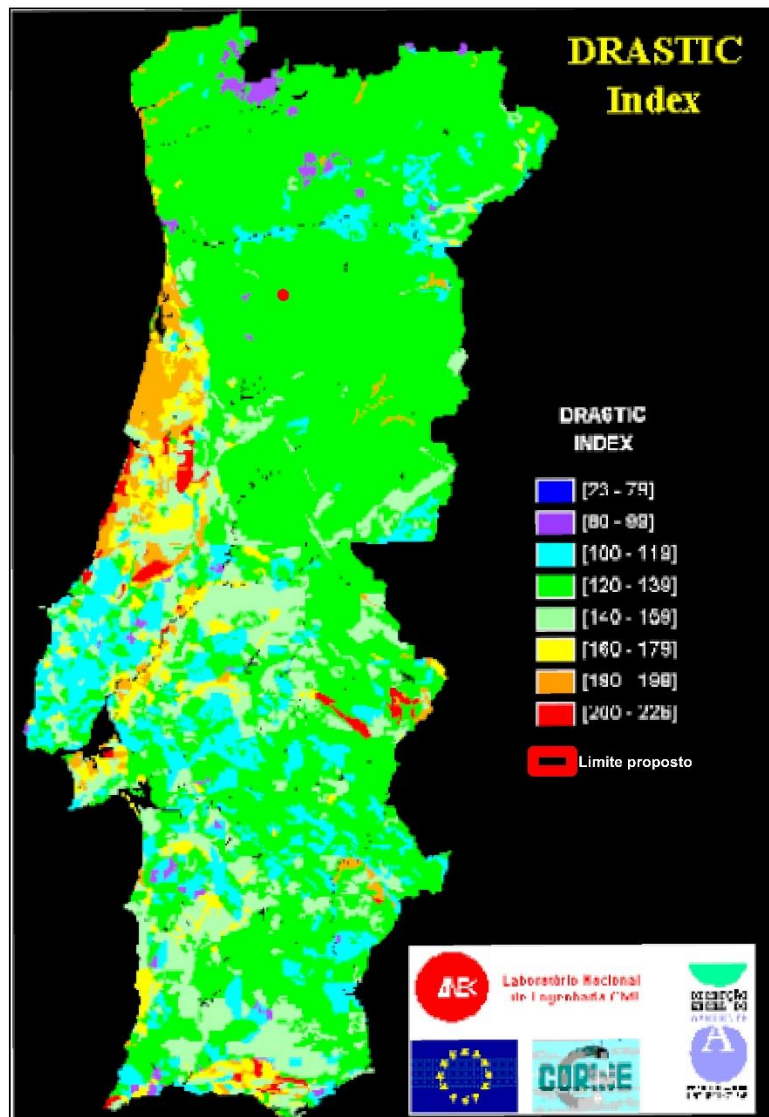 DRASTIC
Index
DRASTIC
INDEX
[23 - 79]
[80 - 99]
[100 - 119]
[120 - 139]
[140 - 159]
[160 - 179]
[180 - 199]
[200 - 226]
Limite proposto
LNEC
Laboratório Nacional
de Engenharia Civil
CORINE
A